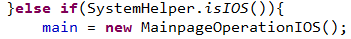 }else if(SystemHelper.isIOS()){
main = new MainpageOperationIOS();